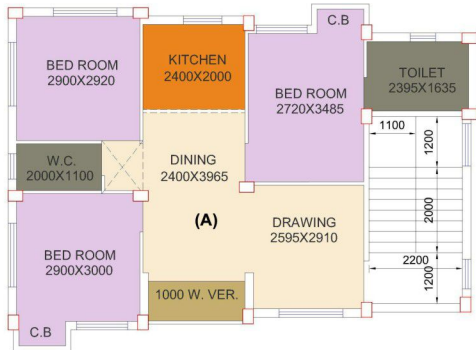 C.B
BED ROOM
2900X2920
KITCHEN
2400X2000
BED ROOM
2720X3485
TOILET
2395X1635
1100
1200
W.C.
2000X1100
DINING
2400X3965
2000
(A)
DRAWING
2595X2910
BED ROOM
2900X3000
2200
1200
1000 W. VER.
C.B